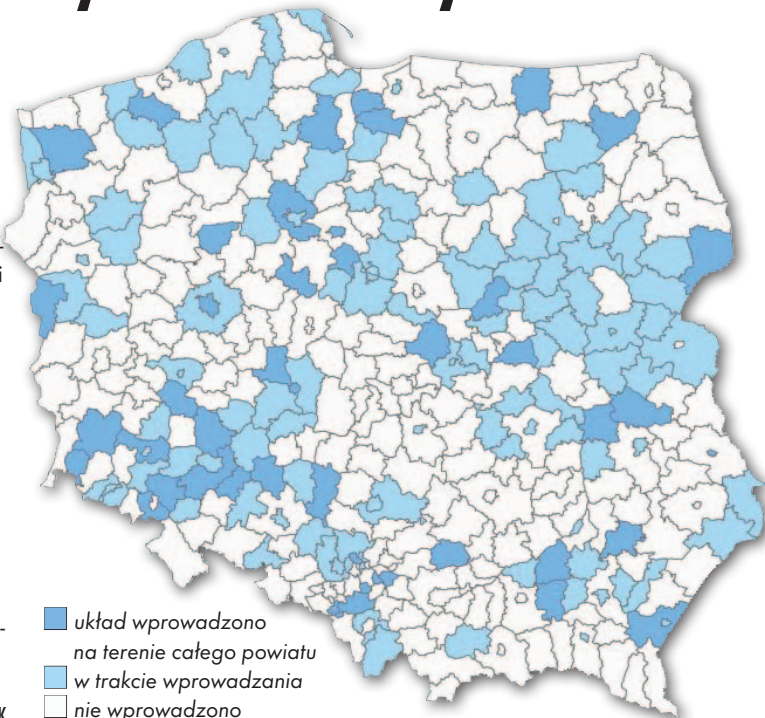 układ wprowadzono
na terenie całego powiatu
w trakcie wprowadzania
nie wprowadzono